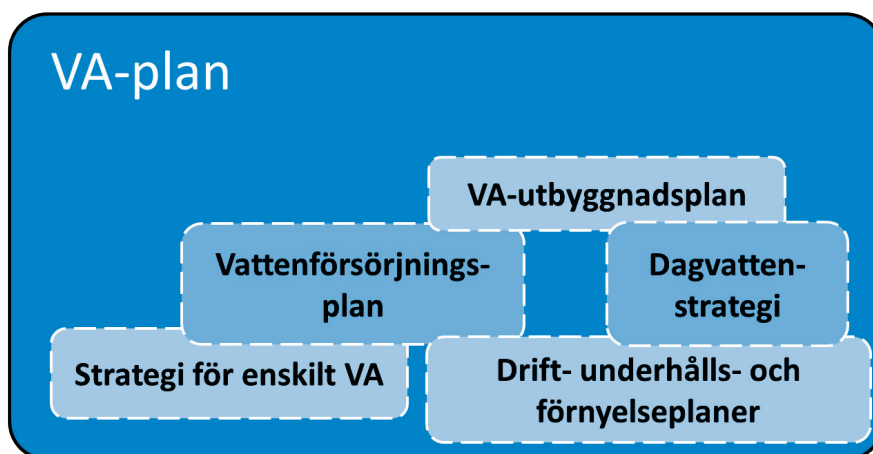 VA-plan
VA-utbyggnadsplan
Vattenförsörjnings-
plan
Dagvatten-
strategi
Strategi för enskilt VA
Drift- underhålls- och
förnyelseplaner